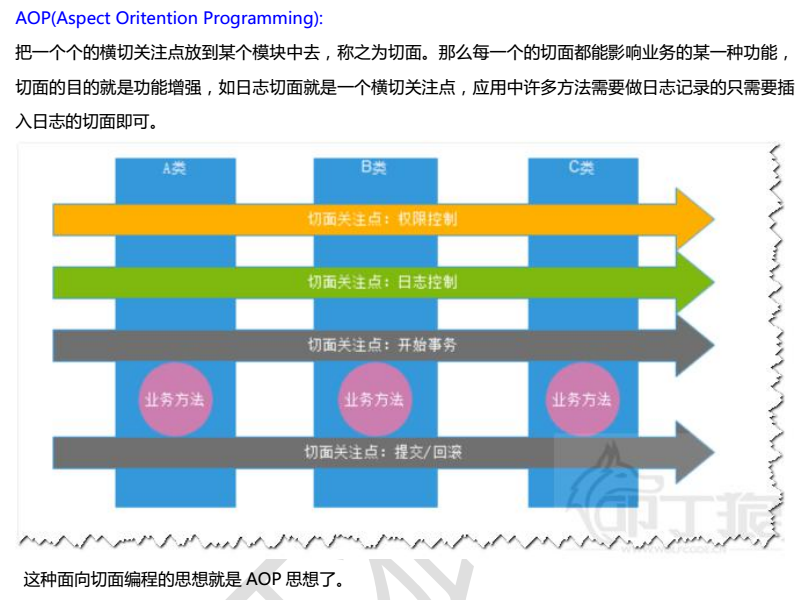 AOP(Aspect Oritention Programming):
把一个个的横切关注点放到某个模块中去，称之为切面。那么每一个的切面都能影响业务的某一种功能，
切面的目的就是功能增强，如日志切面就是一个横切关注点，应用中许多方法需要做日志记录的只需要插
入日志的切面即可。
A类
B类
C类
切面关注点：权限控制
切面关注点：日志控制
切面关注点：开始事务
业务方法
业务方法
业务方法
切面关注点：提交/回滚
叩丁狼
WWW.WOLFCODE.CN
这种面向切面编程的思想就是 AOP 思想了。